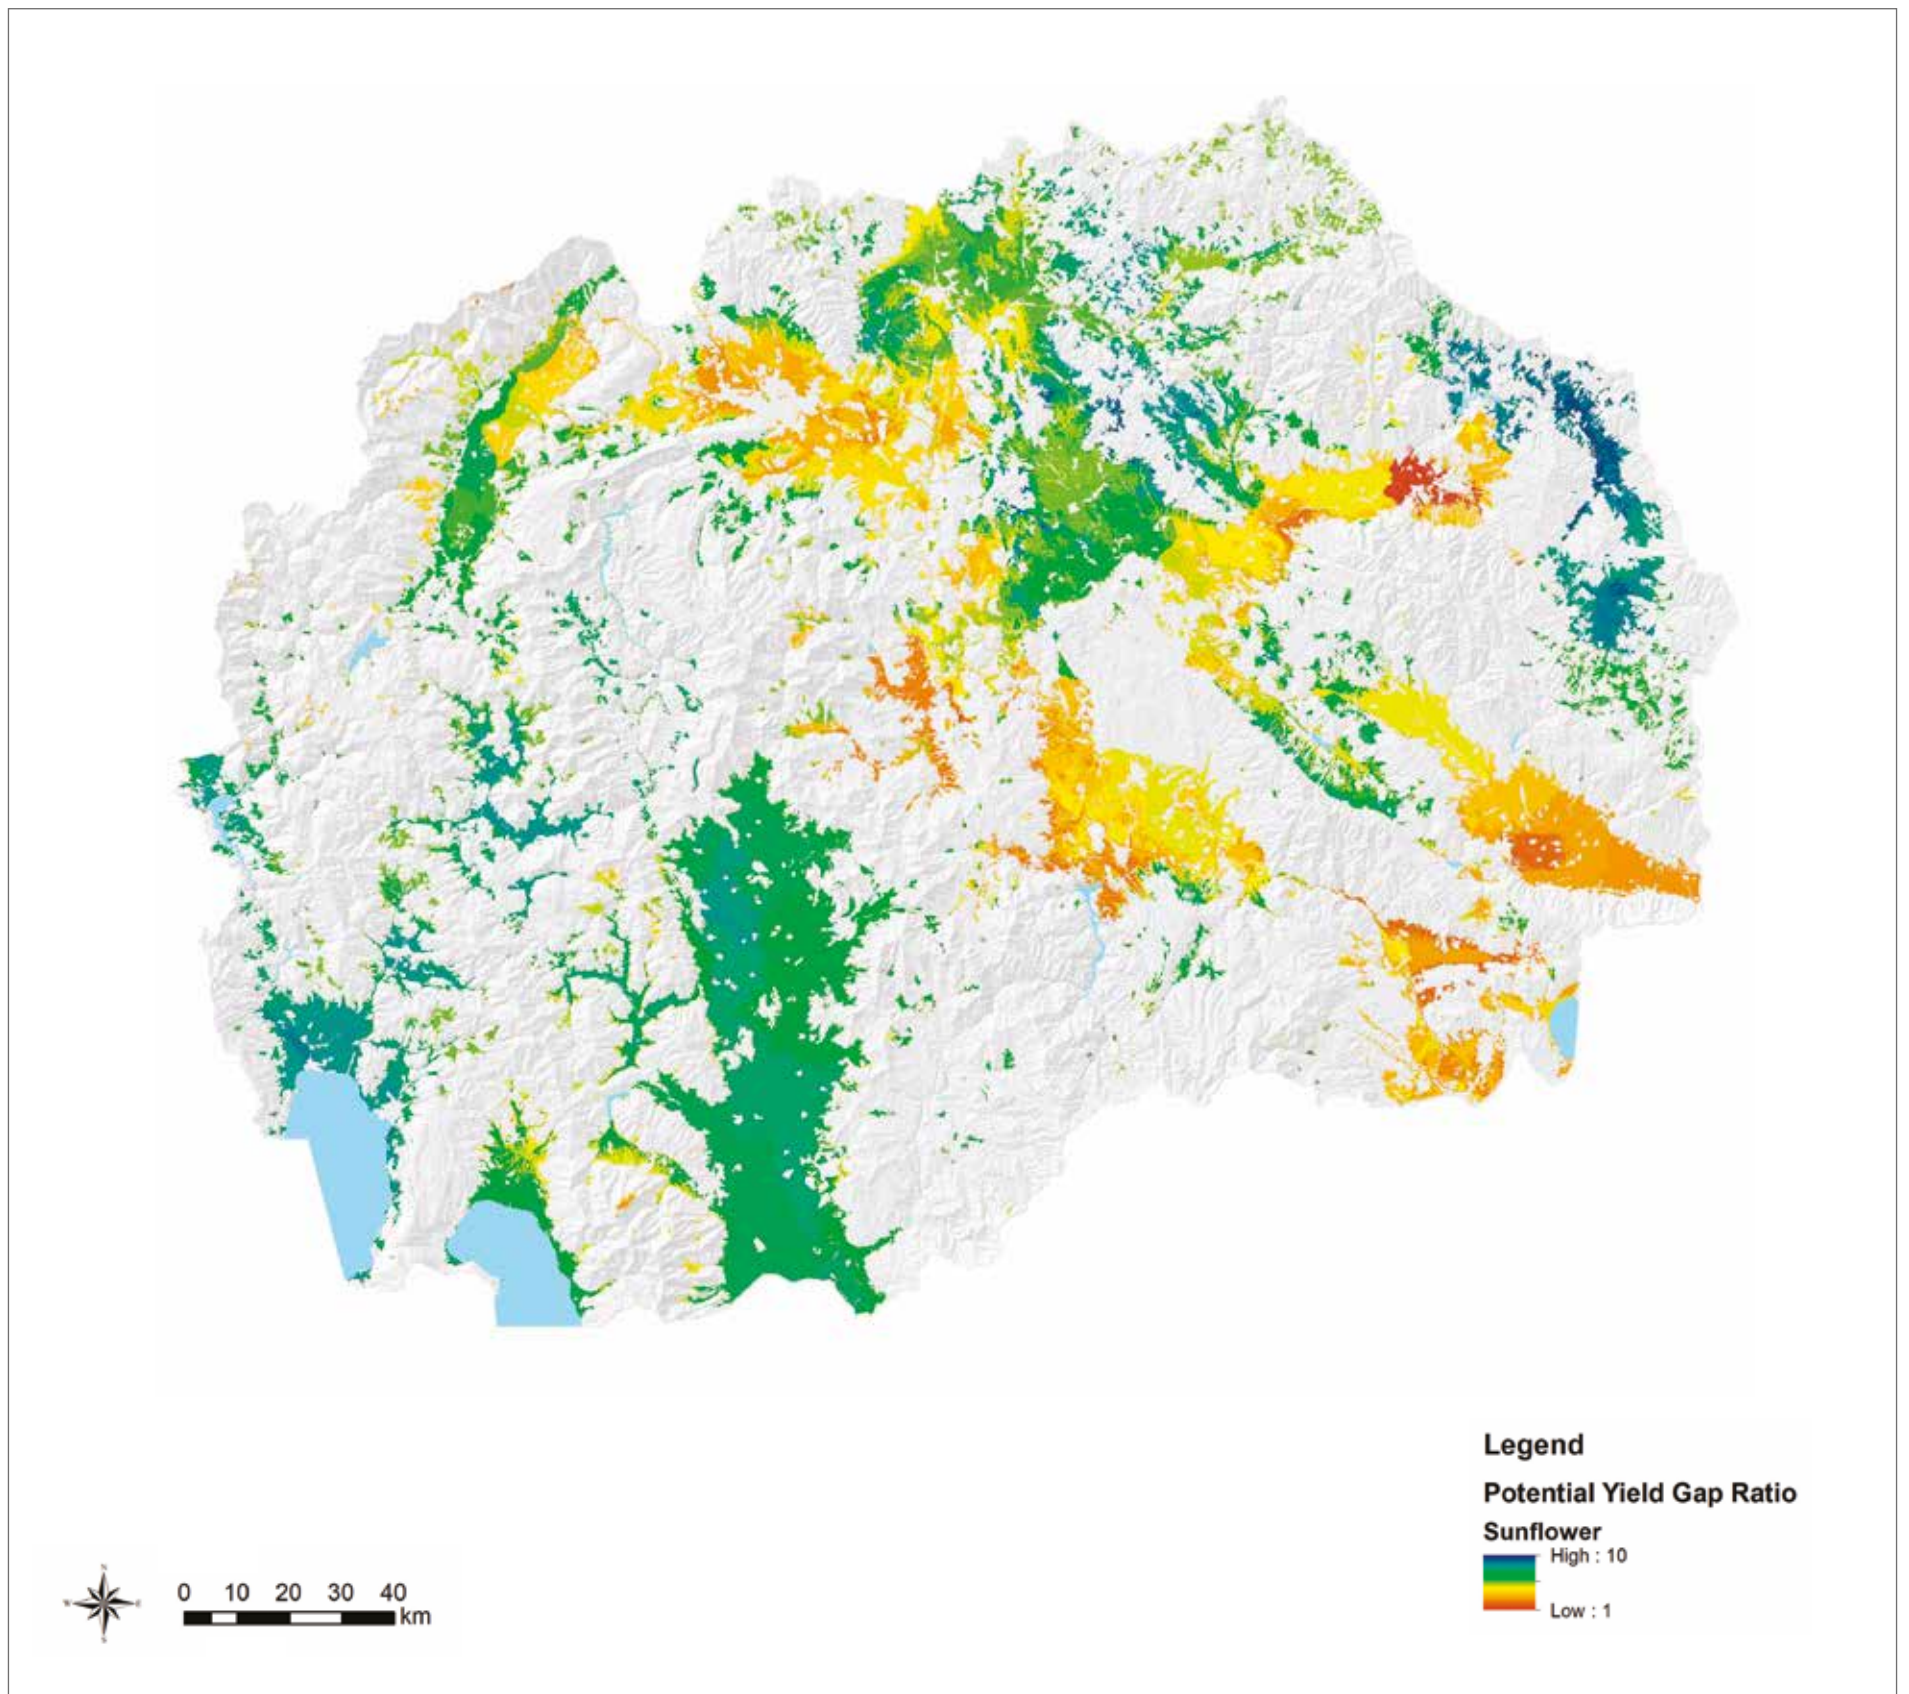 Legend
Potential Yield Gap Ratio
Sunflower
High : 10
Low : 1
N
W
E
S
0 10 20 30 40
km